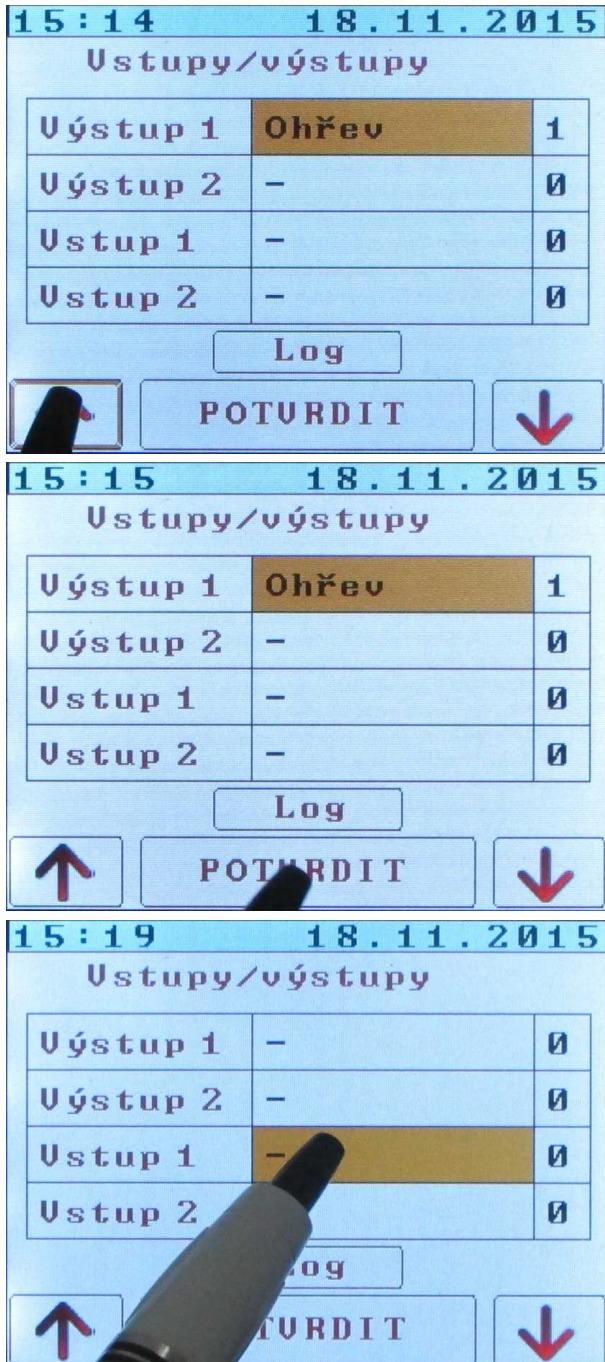 15:14 18.11.2015
Vstupy/výstupy
Výstup 1 Ohřev 1
Výstup 2 - 0
Vstup 1 - 0
Vstup 2 - 0
Log
POTVRDIT
15:15 18.11.2015
Vstupy/výstupy
Výstup 1 Ohřev 1
Výstup 2 - 0
Vstup 1 - 0
Vstup 2 - 0
Log
POTVRDIT
15:19 18.11.2015
Vstupy/výstupy
Výstup 1 - 0
Výstup 2 - 0
Vstup 1 - 0
Vstup 2 0